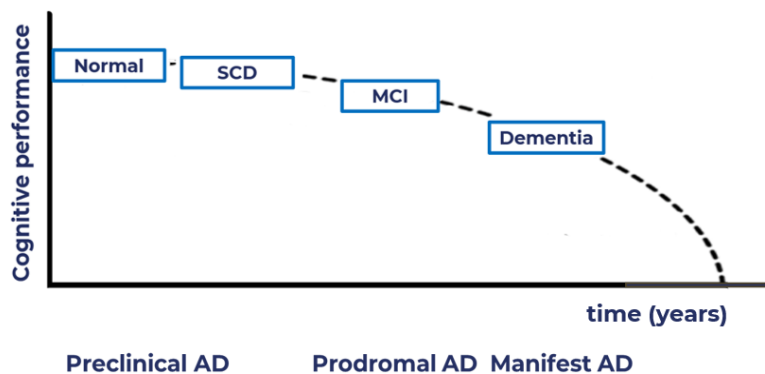 Cognitive performance
Normal
SCD
MCI
Dementia
time (years)
Preclinical AD
Prodromal AD
Manifest AD